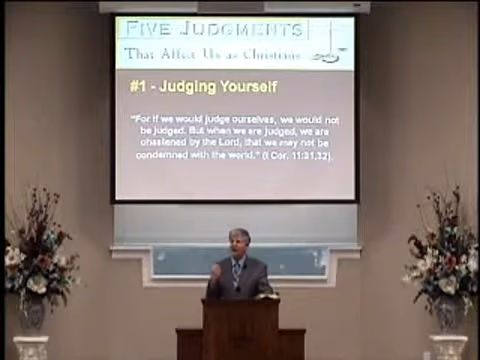 FIVE JUDGMENTS
That Affect Us as Christians
#1 - Judging Yourself
"For if we would judge ourselves, we would not
be judged. But when we are judged, we are
chastened by the Lord, that we may not be
condemned with the world." (I Cor. 11:31,32).